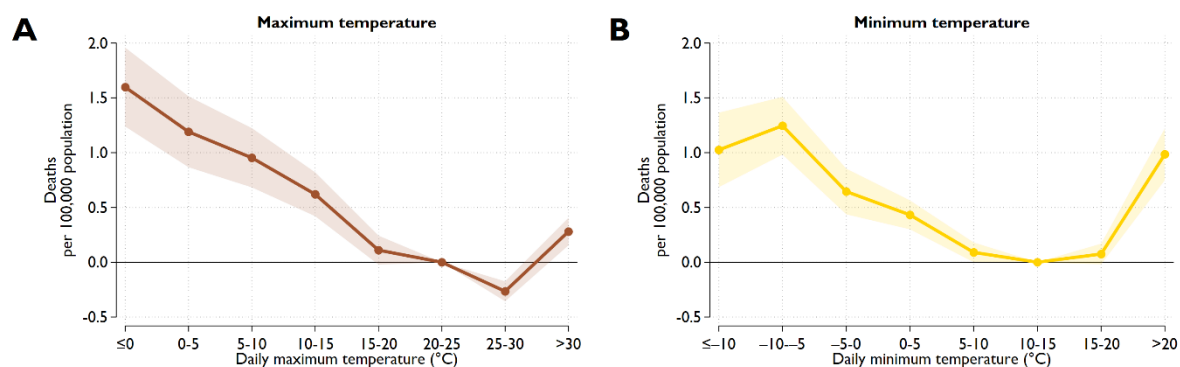 A
Maximum temperature
Deaths
per 100,000 population
2.0
1.5
1.0
0.5
0.0
-0.5
≤0
0-5
5-10
10-15
15-20
20-25
25-30
>30
Daily maximum temperature (°C)
B
Minimum temperature
Deaths
per 100,000 population
2.0
1.5
1.0
0.5
0.0
-0.5
≤−10
−10-−5
−5-0
0-5
5-10
10-15
15-20
>20
Daily minimum temperature (°C)